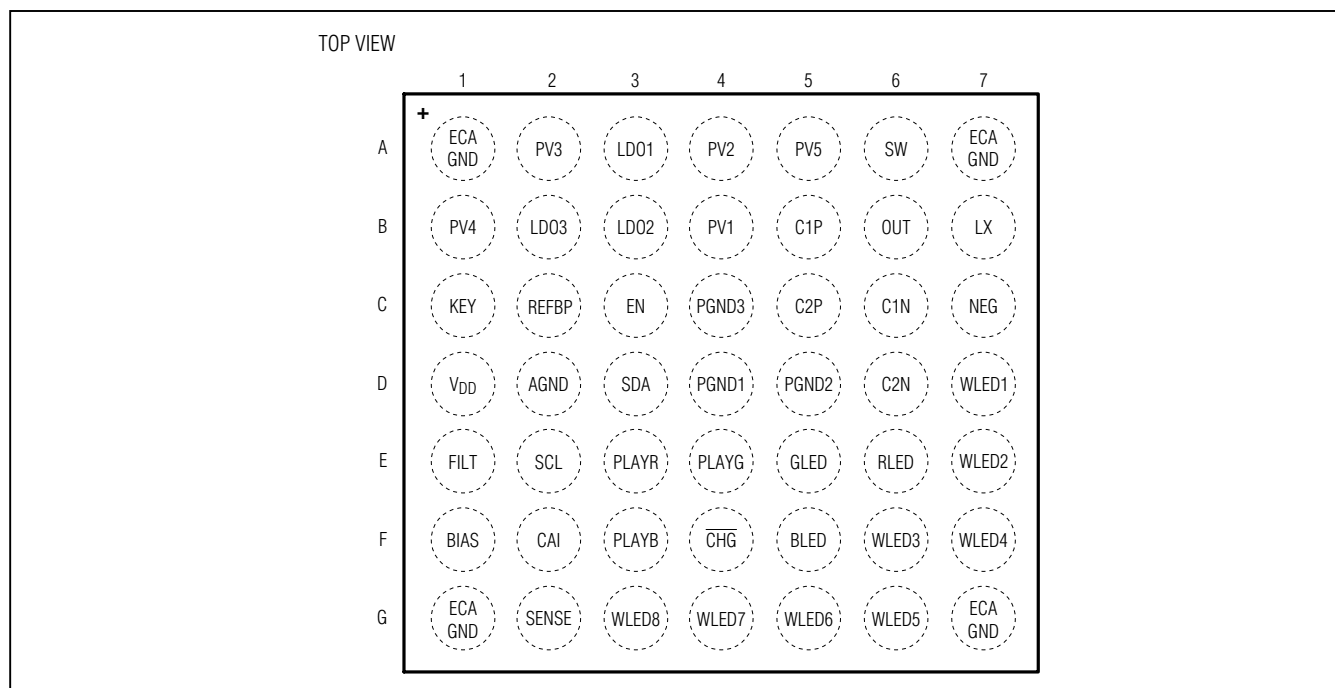 TOP VIEW
1 2 3 4 5 6 7
+
A ECA GND PV3 LDO1 PV2 PV5 SW ECA GND
B PV4 LDO3 LDO2 PV1 C1P OUT LX
C KEY REFBP EN PGND3 C2P C1N NEG
D VDD AGND SDA PGND1 PGND2 C2N WLED1
E FILT SCL PLAYR PLAYG GLED RLED WLED2
F BIAS CAI PLAYB CHG BLED WLED3 WLED4
G ECA GND SENSE WLED8 WLED7 WLED6 WLED5 ECA GND